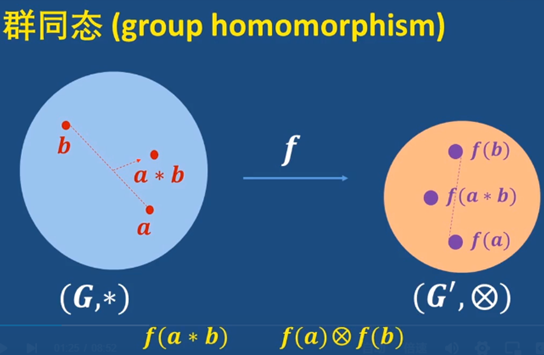 群同态 (group homomorphism)
b
a * b
a
f
f(b)
f(a * b)
f(a)
(G,*)
(G′,⊗)
f(a * b) f(a)⊗f(b)